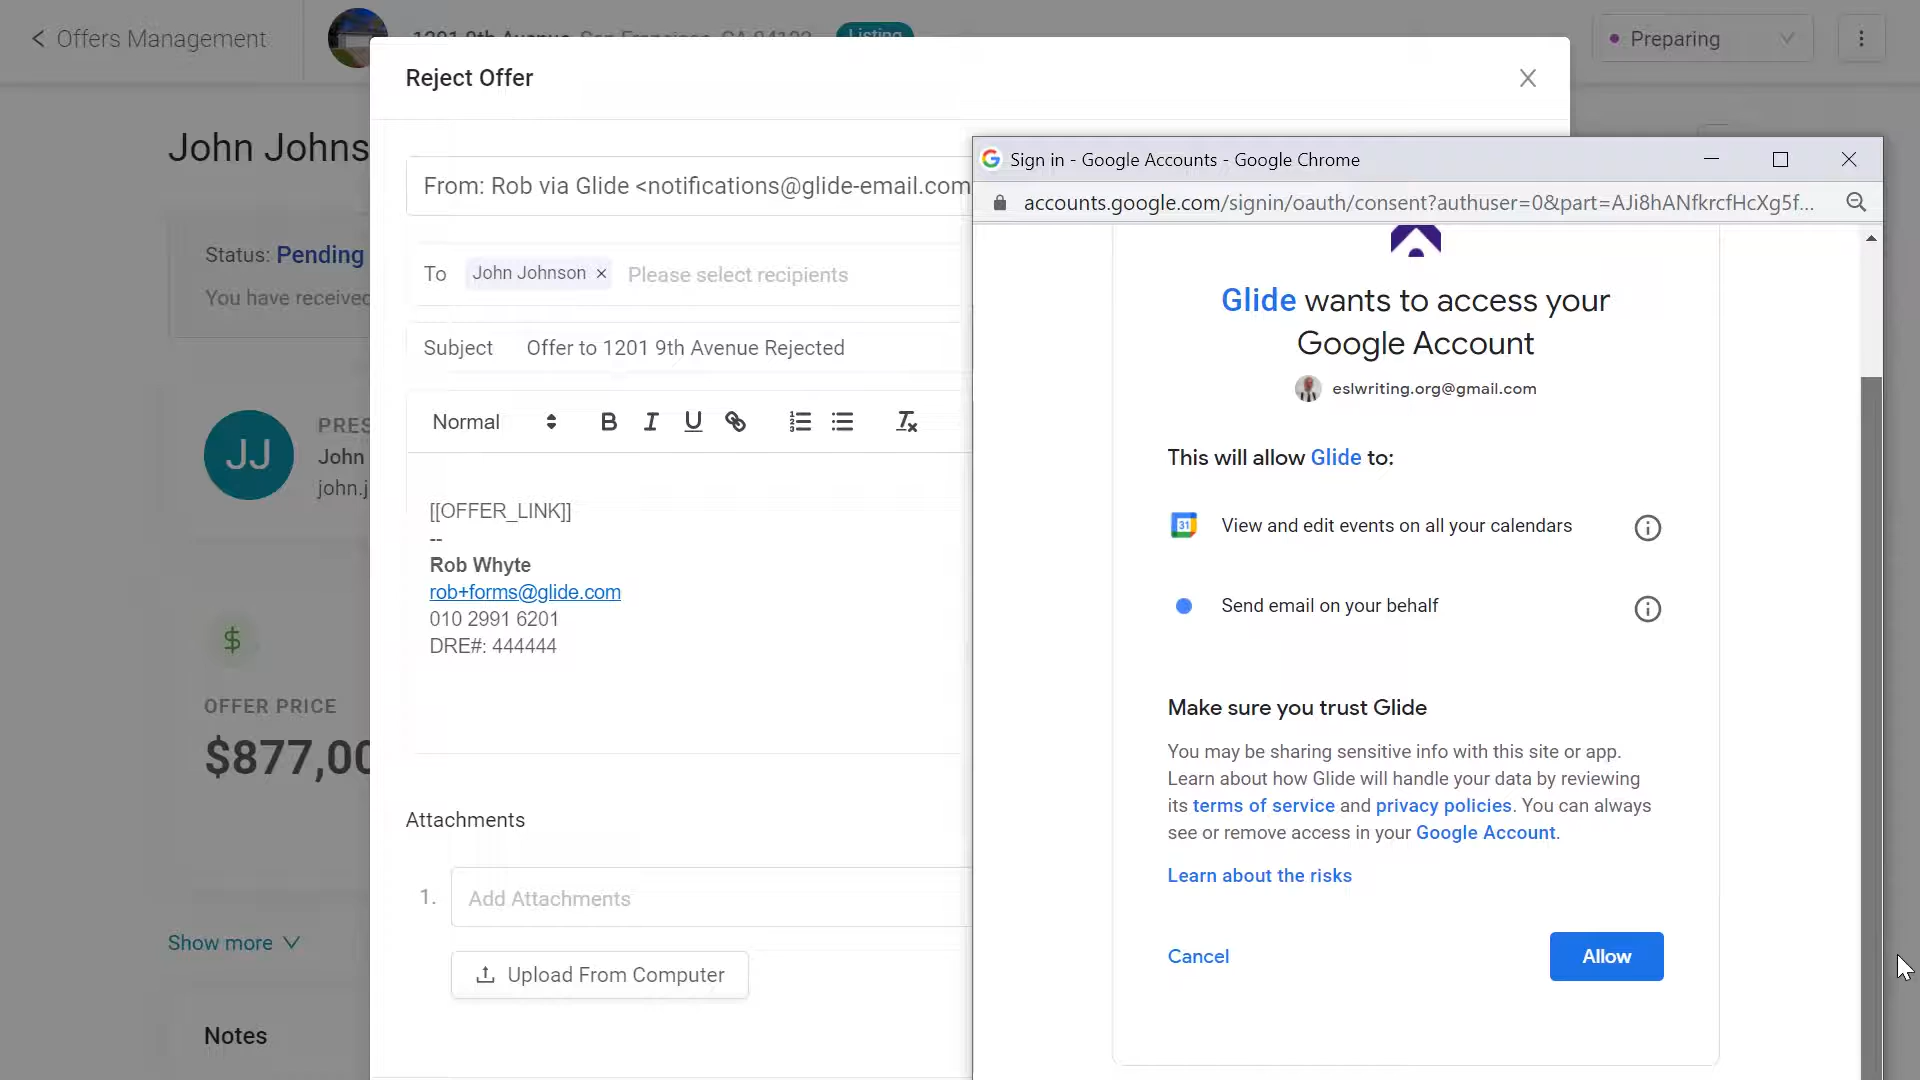 Offers Management
Listing
Preparing
Reject Offer
John Johns
Sign in - Google Accounts - Google Chrome
From: Rob via Glide <notifications@glide-email.com
accounts.google.com/signin/oauth/consent?authuser=0&part=AJi8hANfkrcfHcXg5f...
Status: Pending
You have received
To John Johnson × Please select recipients
Glide wants to access your
Google Account
Subject Offer to 1201 9th Avenue Rejected
eslwriting.org@gmail.com
Normal
PRES
John
john.j
JJ
This will allow Glide to:
[[OFFER_LINK]]
--
Rob Whyte
rob+forms@glide.com
010 2991 6201
DRE#: 444444
31 View and edit events on all your calendars
Send email on your behalf
$
OFFER PRICE
$877,00
Make sure you trust Glide
You may be sharing sensitive info with this site or app.
Learn about how Glide will handle your data by reviewing
its terms of service and privacy policies. You can always
see or remove access in your Google Account.
Learn about the risks
Attachments
1. Add Attachments
Upload From Computer
Show more
Cancel
Allow
Notes